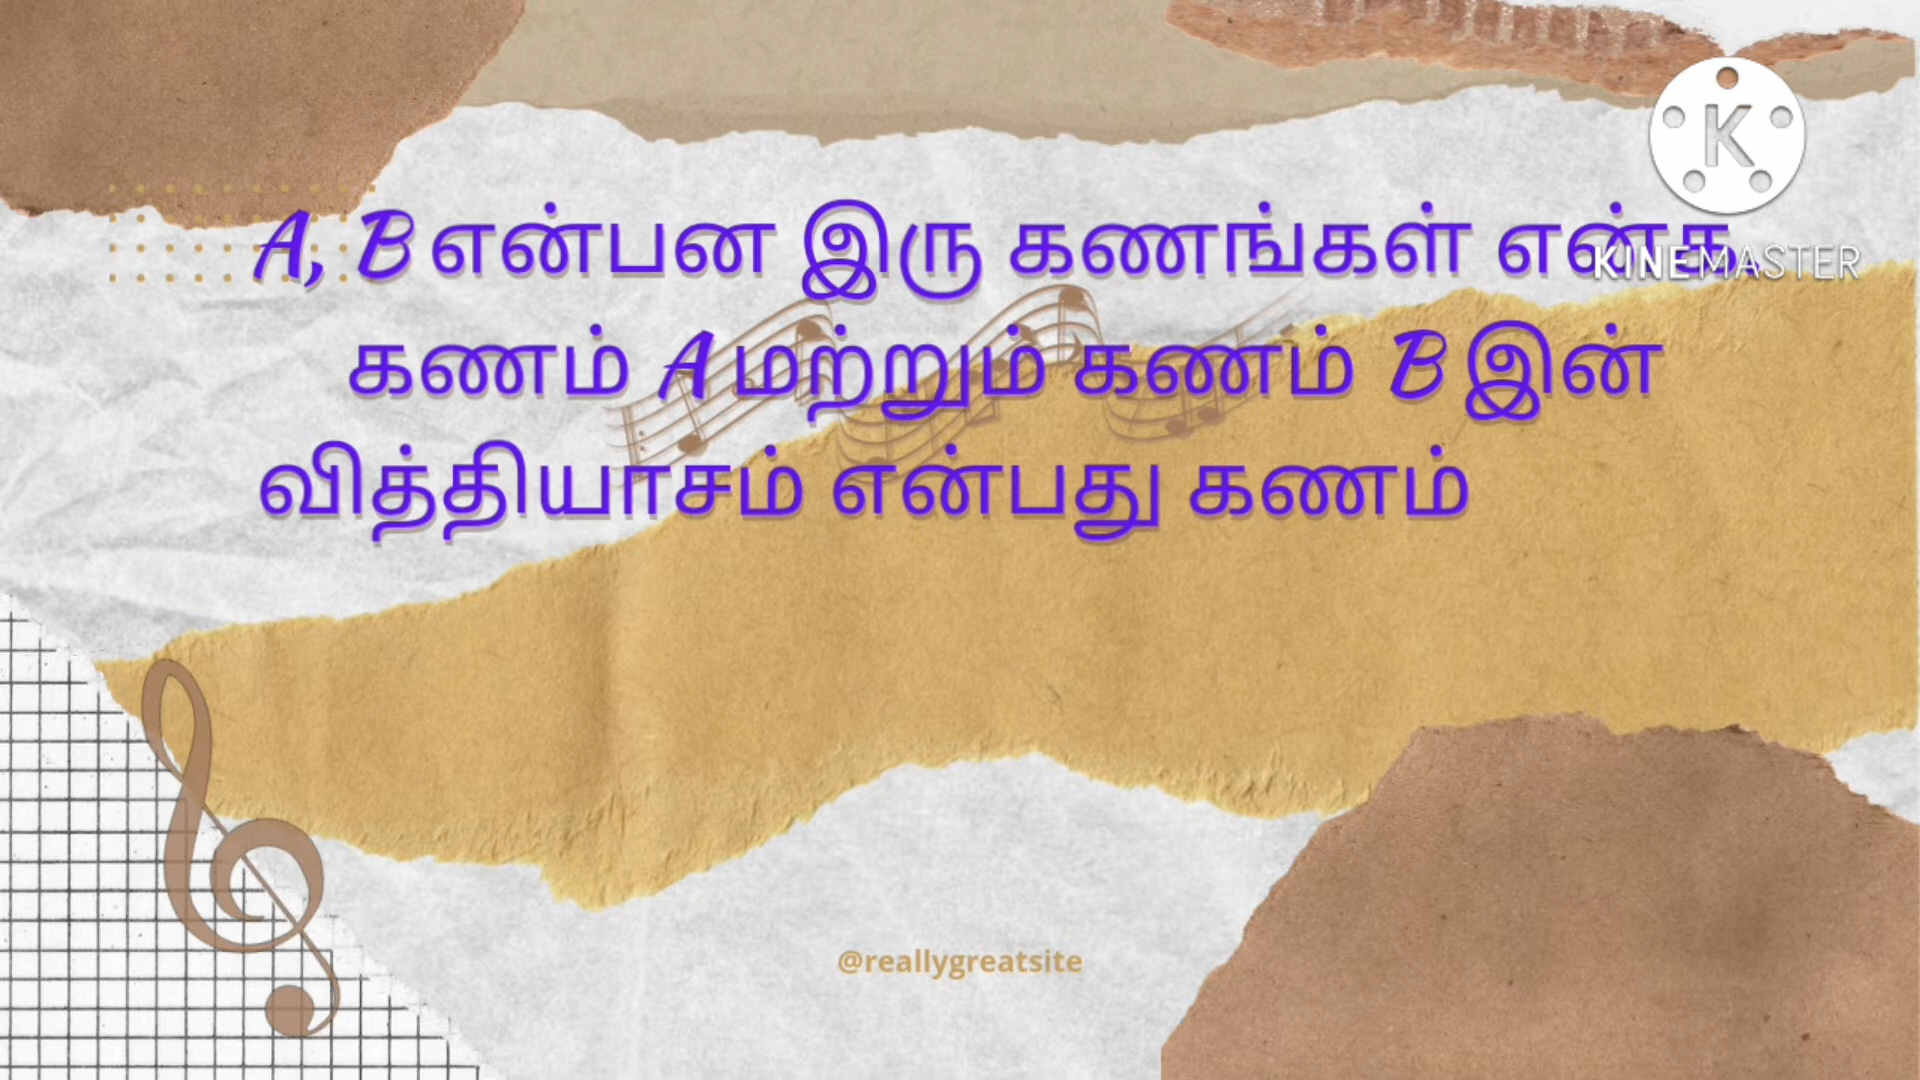 A, B என்பன இரு கணங்கள் என்க.
கணம் A மற்றும் கணம் B இன்
வித்தியாசம் என்பது கணம்
K
KINEMASTER
@reallygreatsite